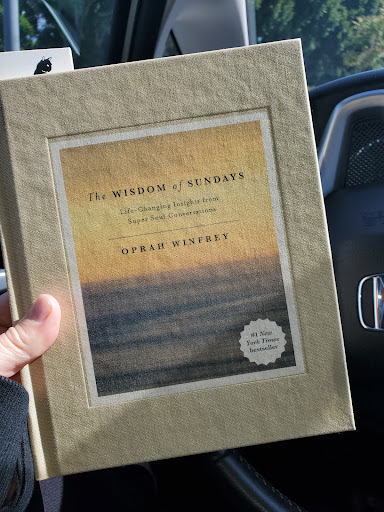 The WISDOM of SUNDAYS
Life-Changing Insights from
Super Soul Conversations
OPRAH WINFREY
#1 New
York Times
bestseller